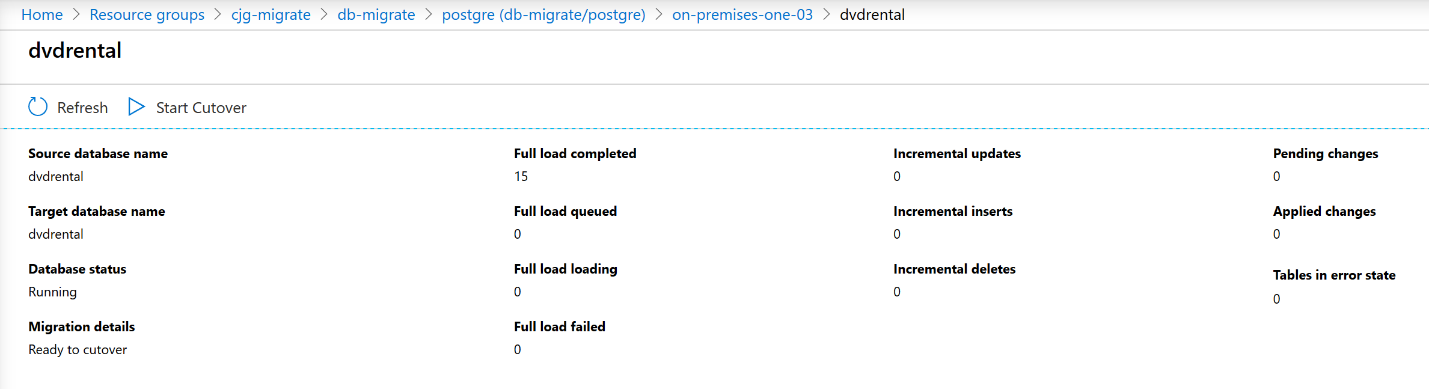 Home > Resource groups > cjg-migrate > db-migrate > postgre (db-migrate/postgre) > on-premises-one-03 > dvdrental
dvdrental
Refresh Start Cutover
Source database name Full load completed Incremental updates Pending changes
dvdrental 15 0 0
Target database name Full load queued Incremental inserts Applied changes
dvdrental 0 0 0
Database status Full load loading Incremental deletes Tables in error state
Running 0 0 0
Migration details Full load failed
Ready to cutover 0